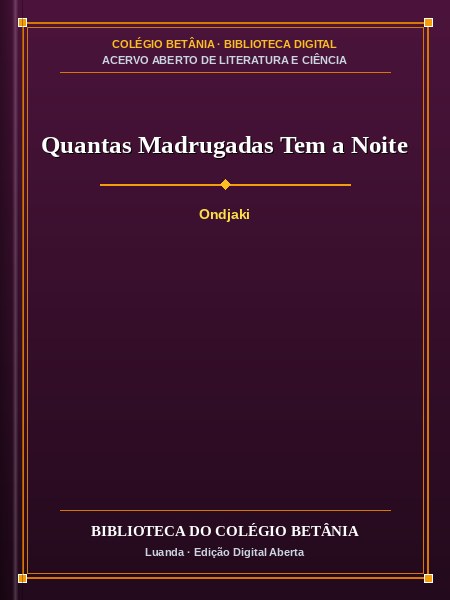 COLÉGIO BETÂNIA · BIBLIOTECA DIGITAL
ACERVO ABERTO DE LITERATURA E CIÊNCIA
Quantas Madrugadas Tem a Noite
Ondjaki
BIBLIOTECA DO COLÉGIO BETÂNIA
Luanda · Edição Digital Aberta